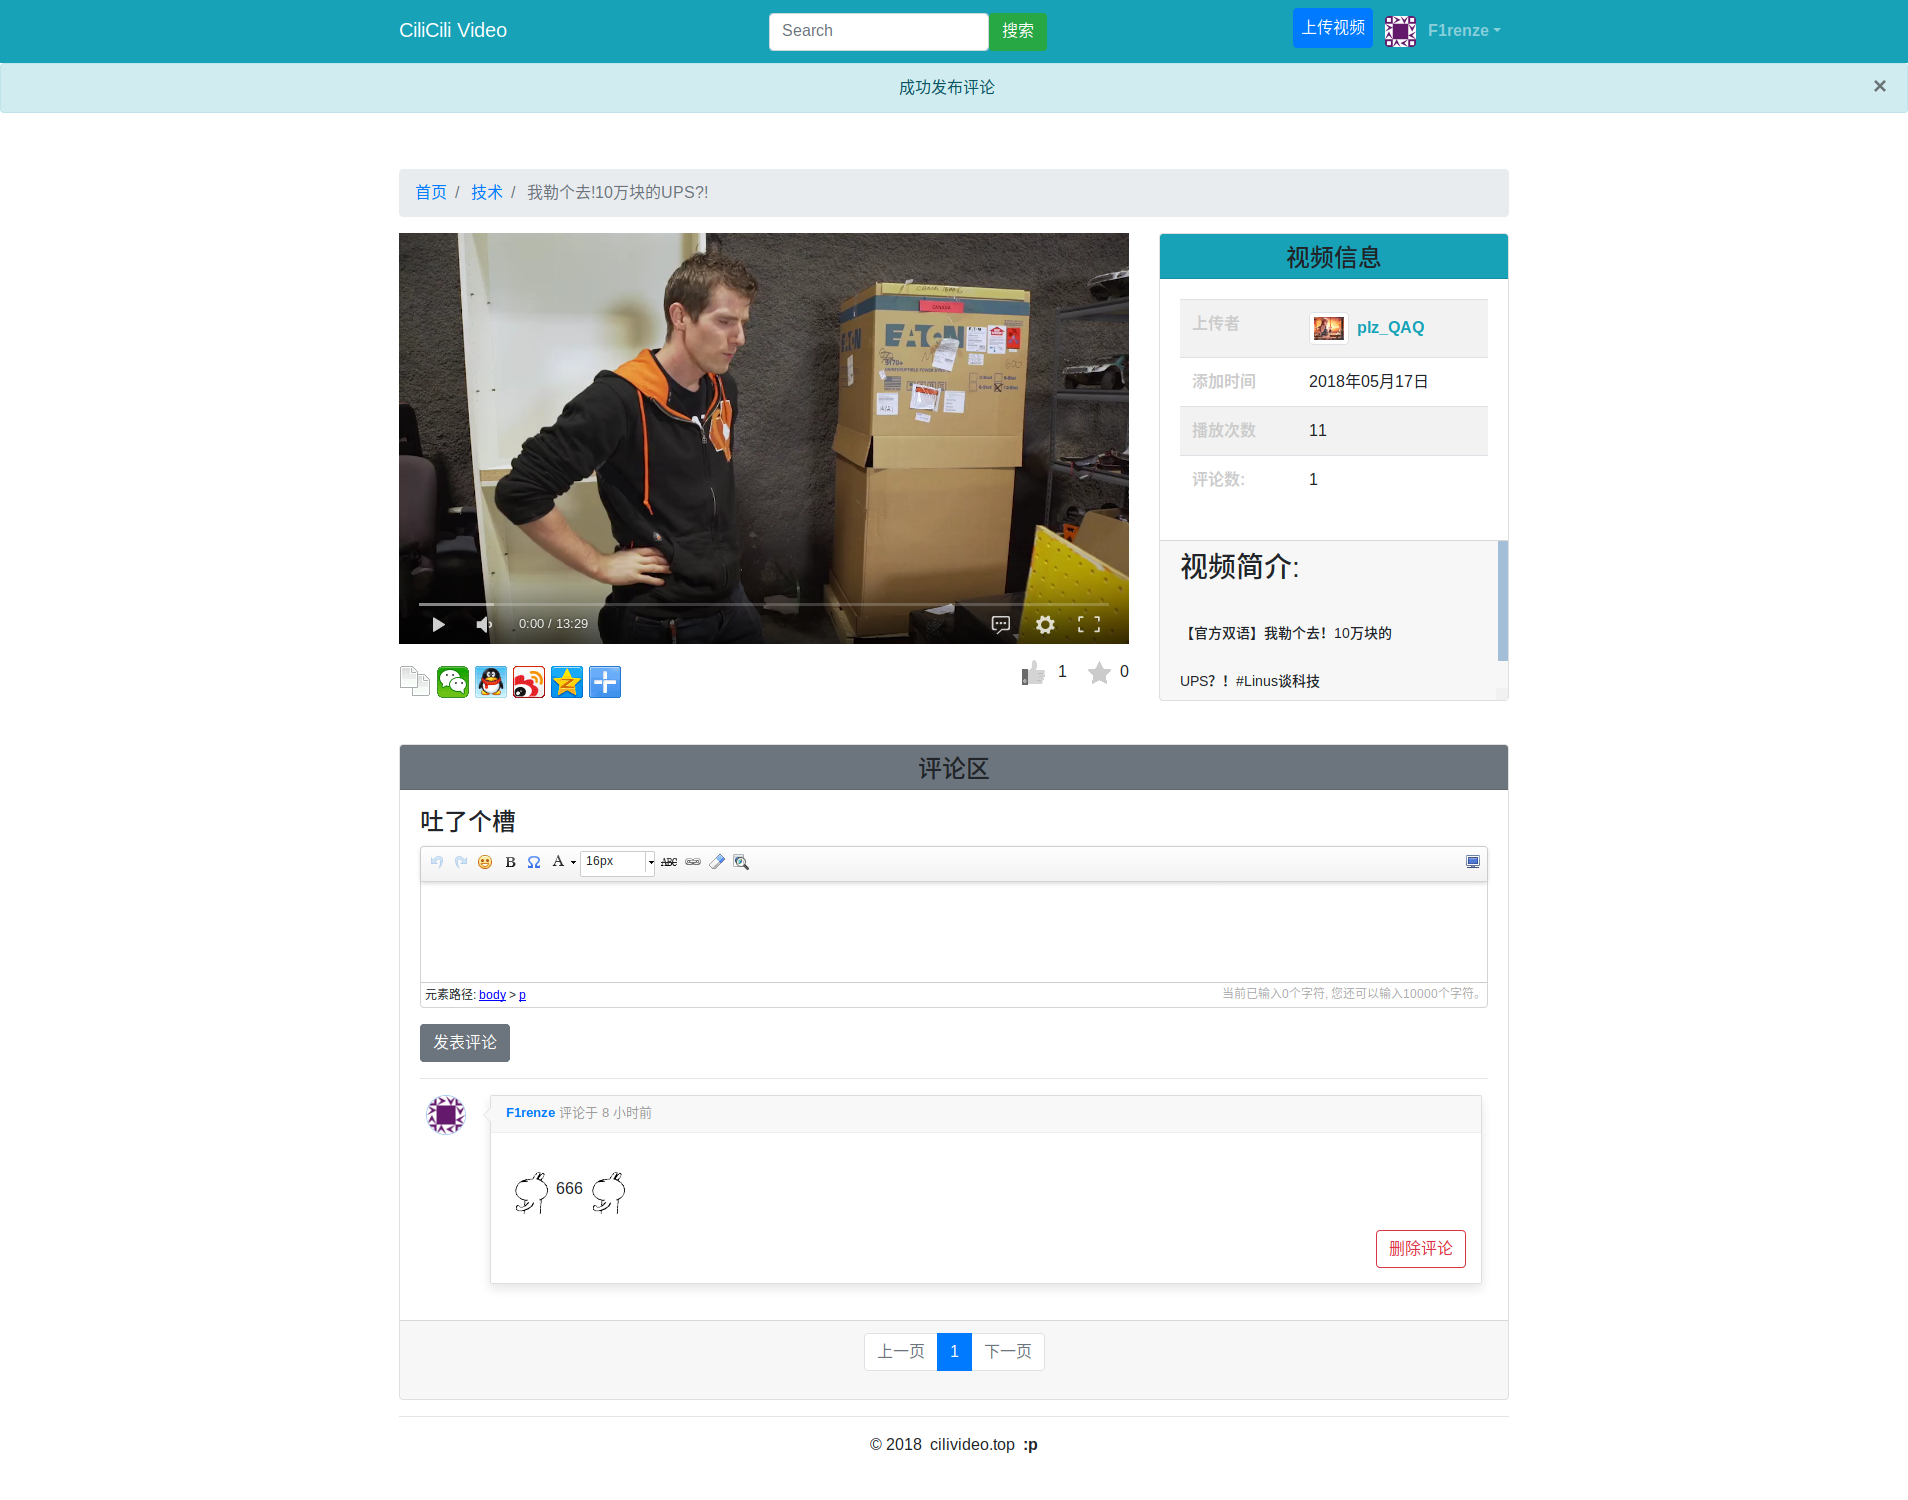 CiliCili Video
Search
搜索
上传视频
F1renze
成功发布评论
×
首页 / 技术 / 我勒个去!10万块的UPS?!
视频信息
EATON
上传者 plz_QAQ
添加时间 2018年05月17日
播放次数 11
评论数: 1
0:00 / 13:29
视频简介:
【官方双语】我勒个去！10万块的
UPS？！#Linus谈科技
1
0
评论区
吐了个槽
B Ω A 16px ABC
元素路径: body > p
当前已输入0个字符, 您还可以输入10000个字符。
发表评论
F1renze 评论于 8 小时前
666
删除评论
上一页 1 下一页
© 2018 cilivideo.top :p